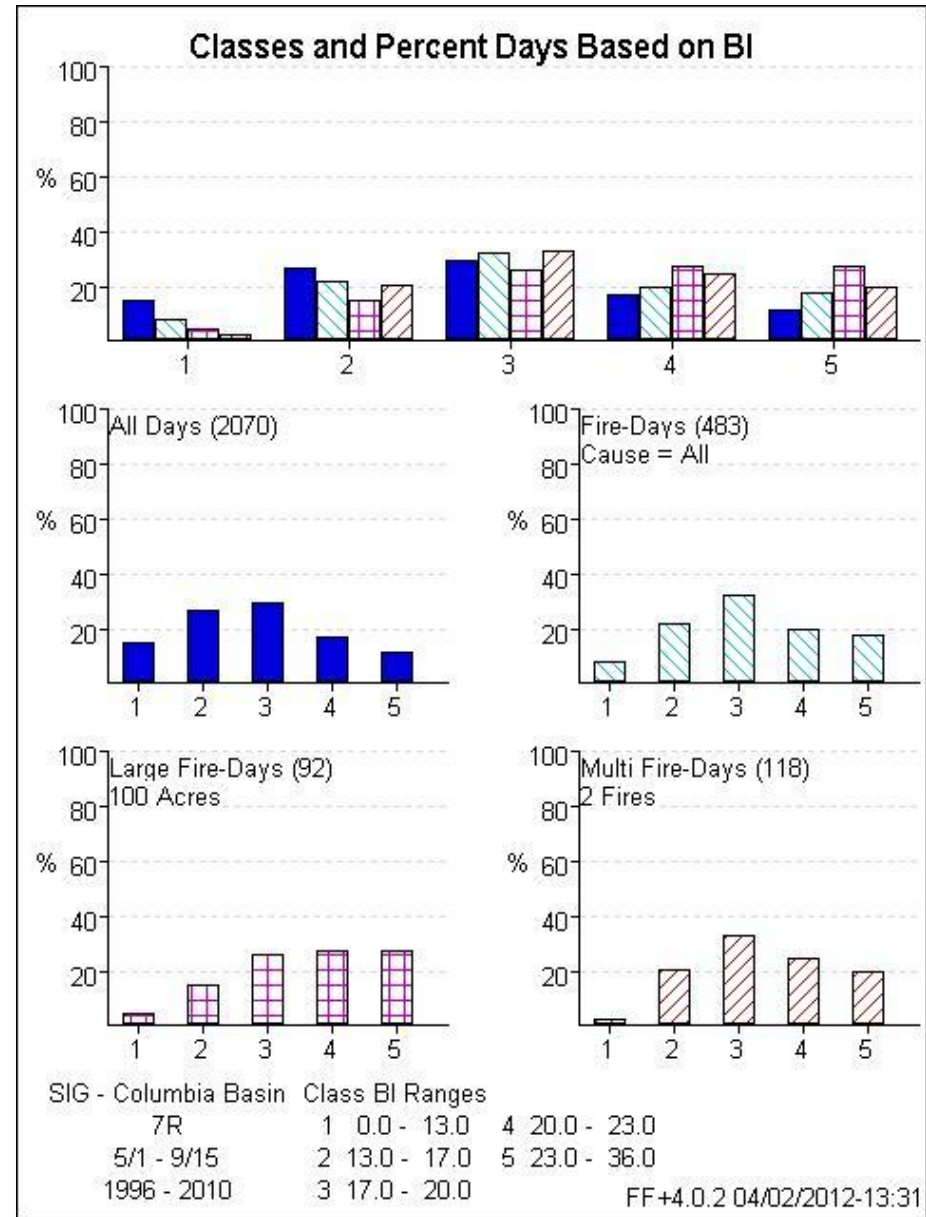 Classes and Percent Days Based on BI
100
80
% 60
40
20
1 2 3 4 5
100 All Days (2070)
80
% 60
40
20
1 2 3 4 5
100 Fire-Days (483)
80 Cause = All
% 60
40
20
1 2 3 4 5
100 Large Fire-Days (92)
80 100 Acres
% 60
40
20
1 2 3 4 5
100 Multi Fire-Days (118)
80 2 Fires
% 60
40
20
1 2 3 4 5
SIG - Columbia Basin Class BI Ranges
7R 1 0.0 - 13.0 4 20.0 - 23.0
5/1 - 9/15 2 13.0 - 17.0 5 23.0 - 36.0
1996 - 2010 3 17.0 - 20.0
FF+4.0.2 04/02/2012-13:31